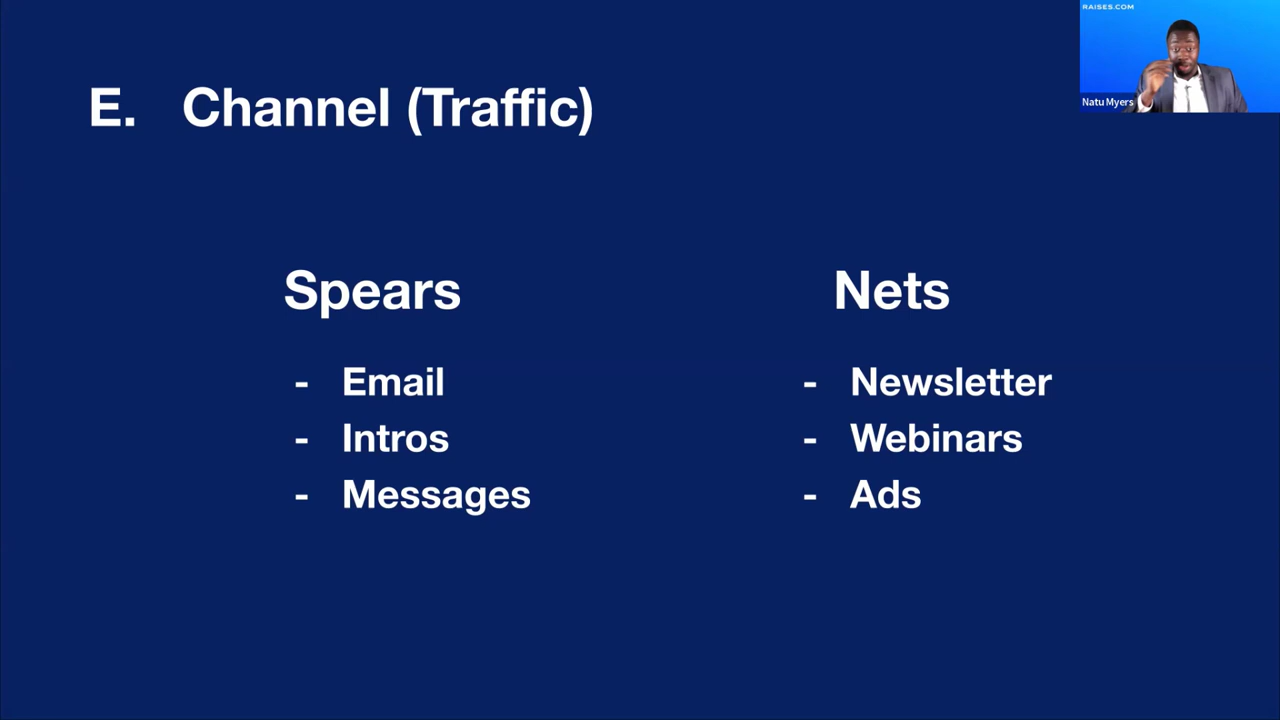 RAISES.COM
Natu Myers
E. Channel (Traffic)
Spears
- Email
- Intros
- Messages
Nets
- Newsletter
- Webinars
- Ads